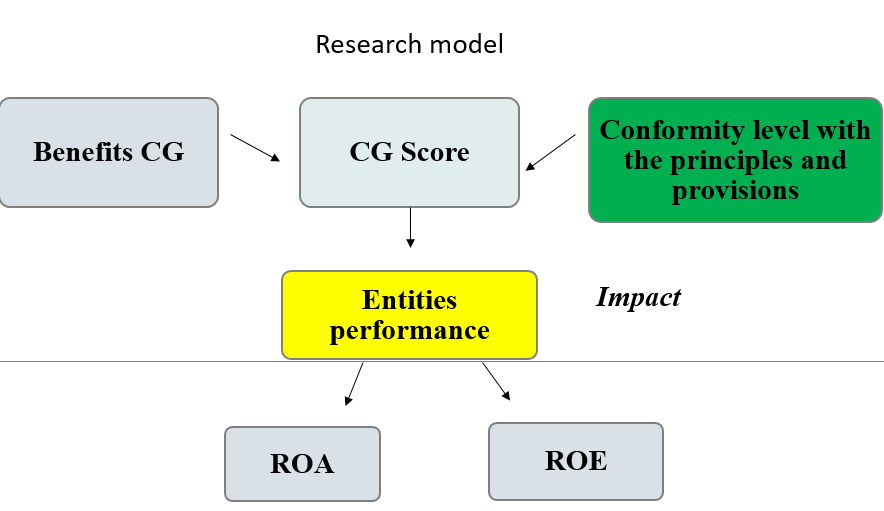 Research model
Benefits CG
CG Score
Conformity level with
the principles and
provisions
Entities
performance
Impact
ROA
ROE